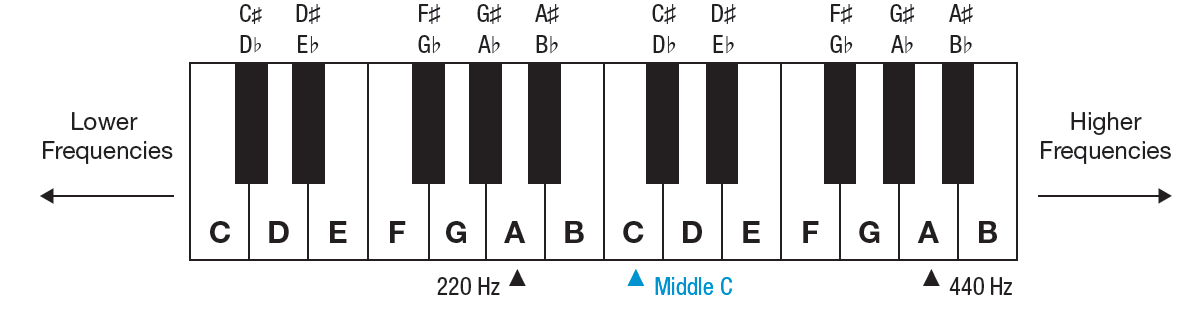 C♯ D♯ F♯ G♯ A♯ C♯ D♯ F♯ G♯ A♯
D♭ E♭ G♭ A♭ B♭ D♭ E♭ G♭ A♭ B♭
Lower
Frequencies
Higher
Frequencies
C D E F G A B C D E F G A B
220 Hz Middle C 440 Hz